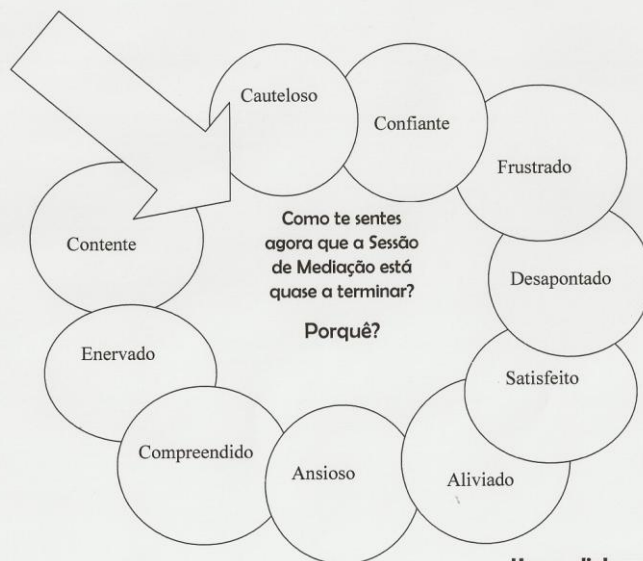 Cauteloso
Confiante
Frustrado
Desapontado
Satisfeito
Aliviado
Ansioso
Compreendido
Enervado
Contente
Como te sentes
agora que a Sessão
de Mediação está
quase a terminar?
Porquê?